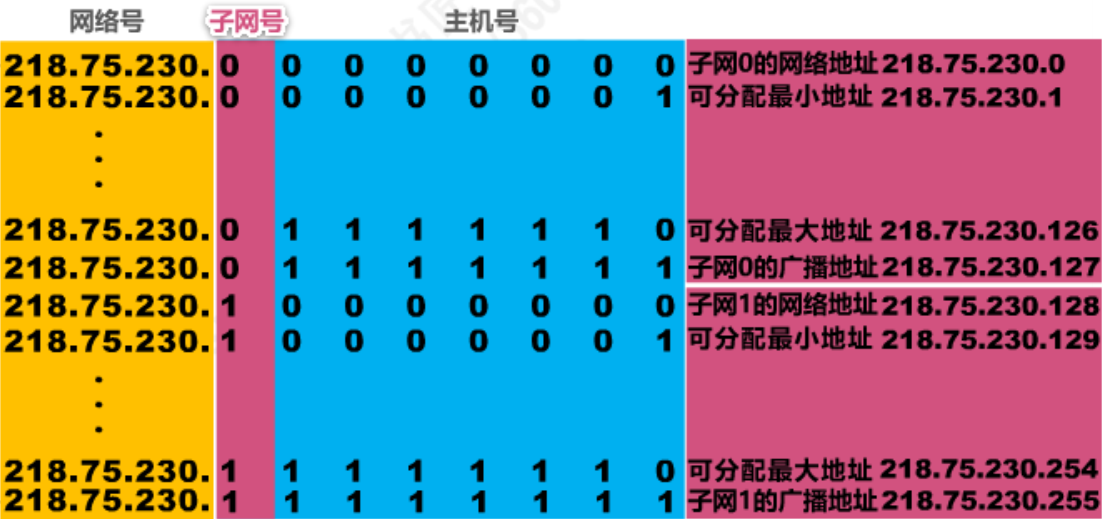 网络号 子网号 主机号
218.75.230. 0 0 0 0 0 0 0 0 子网0的网络地址 218.75.230.0
218.75.230. 0 0 0 0 0 0 0 1 可分配最小地址 218.75.230.1
218.75.230. 0 1 1 1 1 1 1 0 可分配最大地址 218.75.230.126
218.75.230. 0 1 1 1 1 1 1 1 子网0的广播地址 218.75.230.127
218.75.230. 1 0 0 0 0 0 0 0 子网1的网络地址 218.75.230.128
218.75.230. 1 0 0 0 0 0 0 1 可分配最小地址 218.75.230.129
218.75.230. 1 1 1 1 1 1 1 0 可分配最大地址 218.75.230.254
218.75.230. 1 1 1 1 1 1 1 1 子网1的广播地址 218.75.230.255